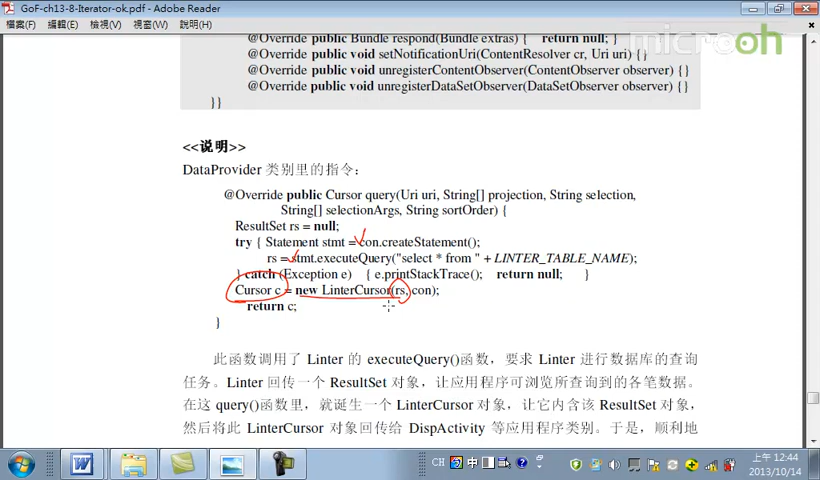 GoF-ch13-8-Iterator-ok.pdf - Adobe Reader
檔案(F) 編輯(E) 檢視(V) 視窗(W) 說明(H)
microoh
@Override public Bundle respond(Bundle extras) { return null; }
@Override public void setNotificationUri(ContentResolver cr, Uri uri) {}
@Override public void unregisterContentObserver(ContentObserver observer) {}
@Override public void unregisterDataSetObserver(DataSetObserver observer) {}
}}
<<说明>>
DataProvider 类别里的指令：
@Override public Cursor query(Uri uri, String[] projection, String selection,
String[] selectionArgs, String sortOrder) {
ResultSet rs = null;
try { Statement stmt = con.createStatement();
rs = stmt.executeQuery("select * from " + LINTER_TABLE_NAME);
} catch (Exception e) { e.printStackTrace(); return null; }
Cursor c = new LinterCursor(rs, con);
return c;
}
此函数调用了 Linter 的 executeQuery()函数，要求 Linter 进行数据库的查询
任务。Linter 回传一个 ResultSet 对象，让应用程序可浏览所查询到的各笔数据。
在这 query()函数里，就诞生一个 LinterCursor 对象，让它内含该 ResultSet 对象，
然后将此 LinterCursor 对象回传给 DispActivity 等应用程序类别。于是，顺利地
CH
上午 12:44
2013/10/14